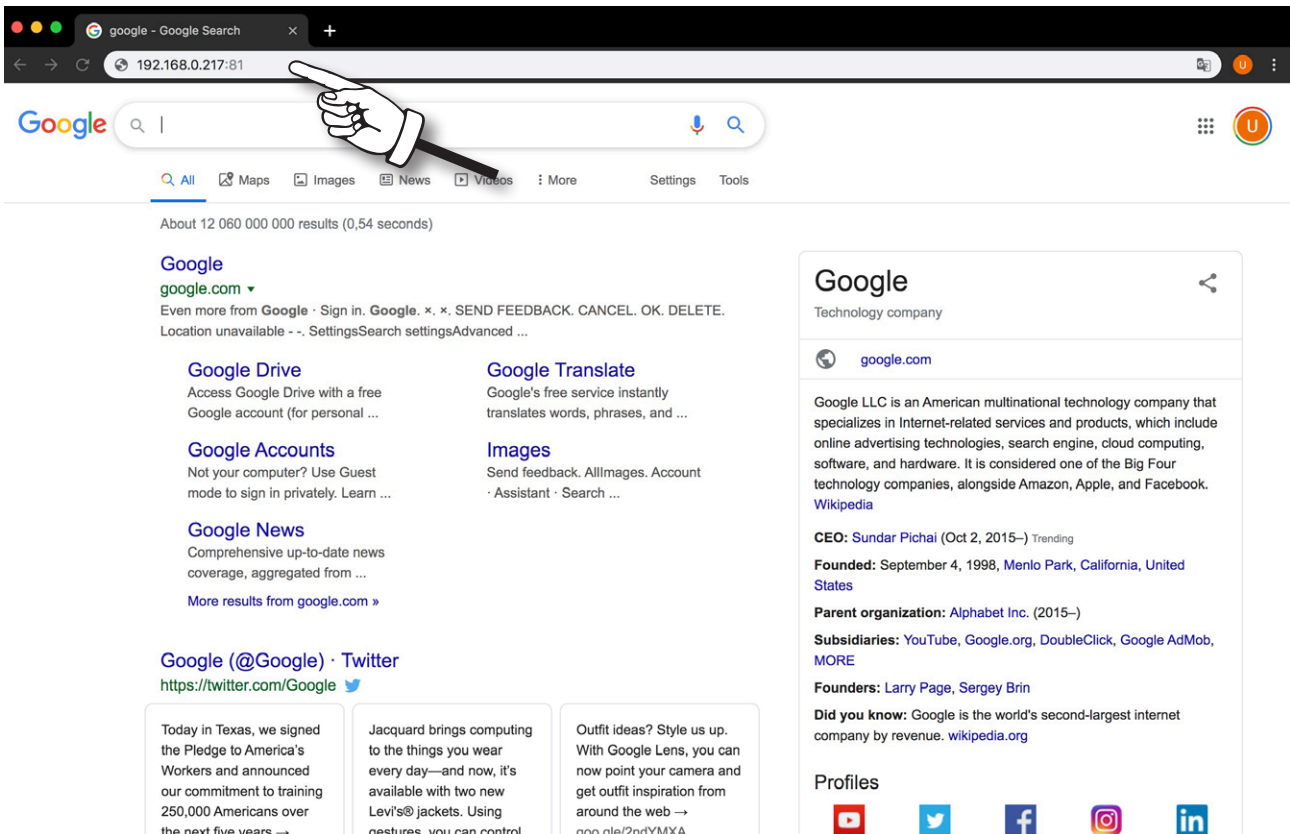 google - Google Search
192.168.0.217:81
U
Google
U
All Maps Images News Videos More Settings Tools
About 12 060 000 000 results (0,54 seconds)
Google
google.com
Even more from Google · Sign in. Google. ×. ×. SEND FEEDBACK. CANCEL. OK. DELETE.
Location unavailable - -. SettingsSearch settingsAdvanced ...
Google Drive
Access Google Drive with a free
Google account (for personal ...
Google Translate
Google's free service instantly
translates words, phrases, and ...
Google Accounts
Not your computer? Use Guest
mode to sign in privately. Learn ...
Images
Send feedback. AllImages. Account
· Assistant · Search ...
Google News
Comprehensive up-to-date news
coverage, aggregated from ...
More results from google.com »
Google (@Google) · Twitter
https://twitter.com/Google
Today in Texas, we signed
the Pledge to America's
Workers and announced
our commitment to training
250,000 Americans over
the next five years →
Jacquard brings computing
to the things you wear
every day—and now, it's
available with two new
Levi's® jackets. Using
gestures, you can control
Outfit ideas? Style us up.
With Google Lens, you can
now point your camera and
get outfit inspiration from
around the web →
goo.gle/2ndYMXA
Google
Technology company
google.com
Google LLC is an American multinational technology company that
specializes in Internet-related services and products, which include
online advertising technologies, search engine, cloud computing,
software, and hardware. It is considered one of the Big Four
technology companies, alongside Amazon, Apple, and Facebook.
Wikipedia
CEO: Sundar Pichai (Oct 2, 2015–) Trending
Founded: September 4, 1998, Menlo Park, California, United
States
Parent organization: Alphabet Inc. (2015–)
Subsidiaries: YouTube, Google.org, DoubleClick, Google AdMob,
MORE
Founders: Larry Page, Sergey Brin
Did you know: Google is the world's second-largest internet
company by revenue. wikipedia.org
Profiles